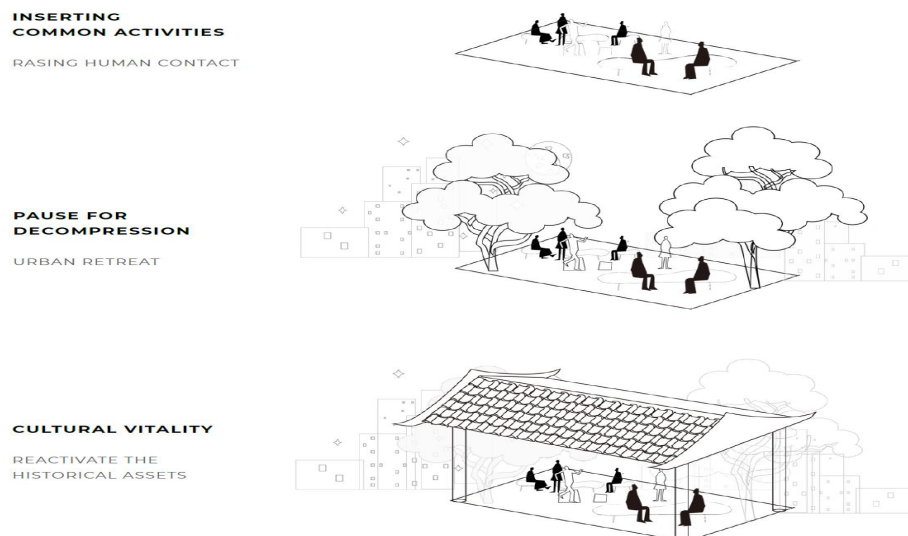 INSERTING
COMMON ACTIVITIES
RASING HUMAN CONTACT
PAUSE FOR
DECOMPRESSION
URBAN RETREAT
CULTURAL VITALITY
REACTIVATE THE
HISTORICAL ASSETS